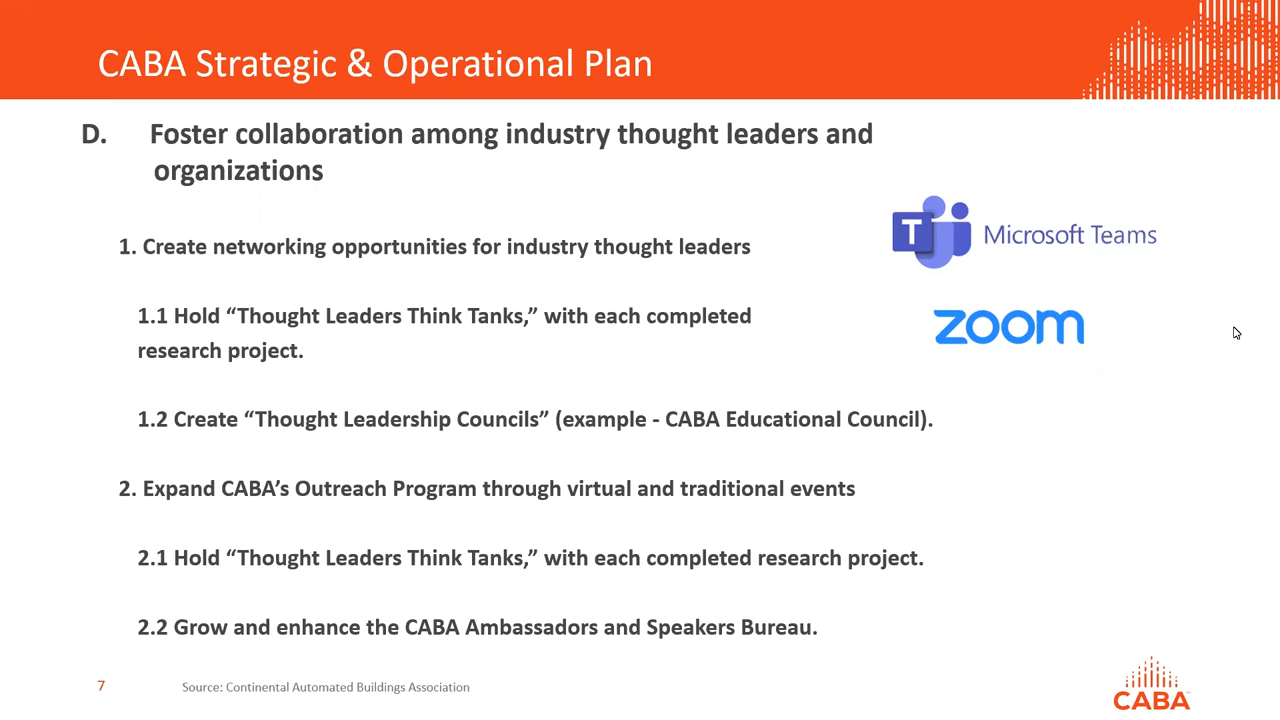 CABA Strategic & Operational Plan
D. Foster collaboration among industry thought leaders and
organizations
T Microsoft Teams
1. Create networking opportunities for industry thought leaders
1.1 Hold “Thought Leaders Think Tanks,” with each completed
research project.
zoom
1.2 Create “Thought Leadership Councils” (example - CABA Educational Council).
2. Expand CABA’s Outreach Program through virtual and traditional events
2.1 Hold “Thought Leaders Think Tanks,” with each completed research project.
2.2 Grow and enhance the CABA Ambassadors and Speakers Bureau.
7
Source: Continental Automated Buildings Association
CABA